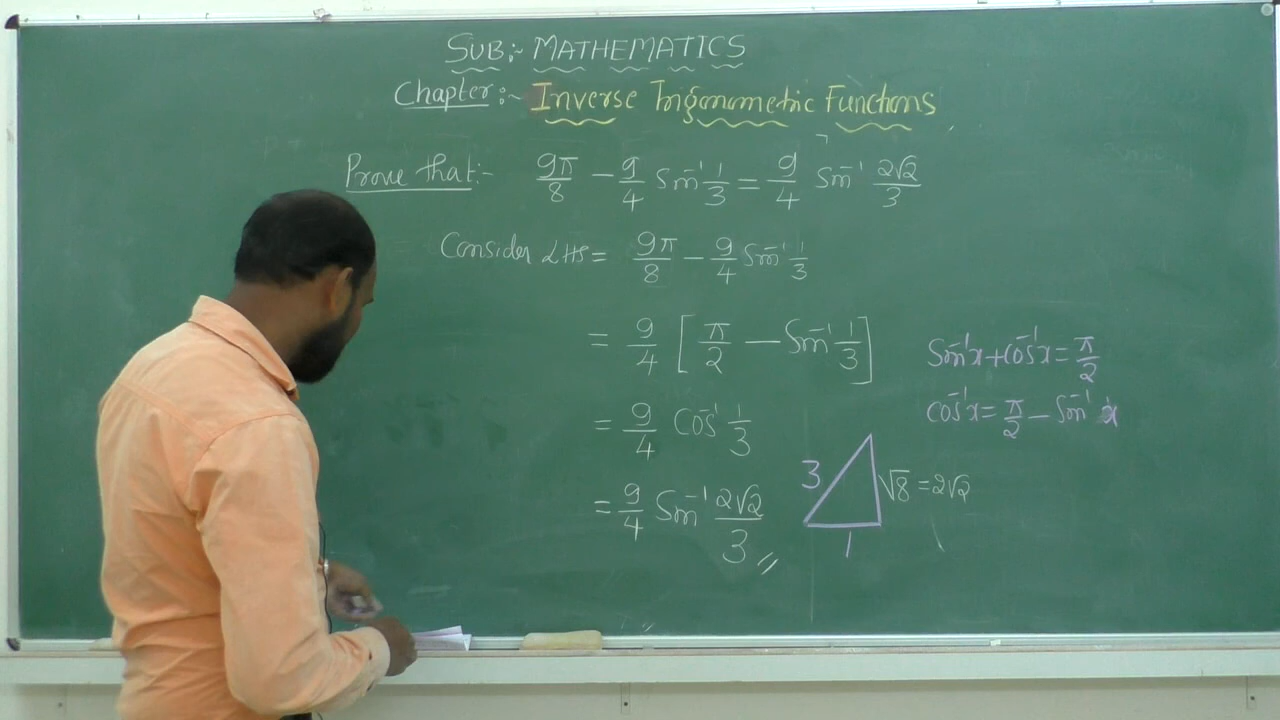 SUB:- MATHEMATICS
Chapter:- Inverse Trigonometric Functions
Prove that:- 9π/8 - 9/4 Sin⁻¹ 1/3 = 9/4 Sin⁻¹ 2√2/3
Consider LHS = 9π/8 - 9/4 Sin⁻¹ 1/3
= 9/4 [π/2 - Sin⁻¹ 1/3]
= 9/4 Cos⁻¹ 1/3
= 9/4 Sin⁻¹ 2√2/3 //
Sin⁻¹x + Cos⁻¹x = π/2
Cos⁻¹x = π/2 - Sin⁻¹ x
3
√8 = 2√2
1